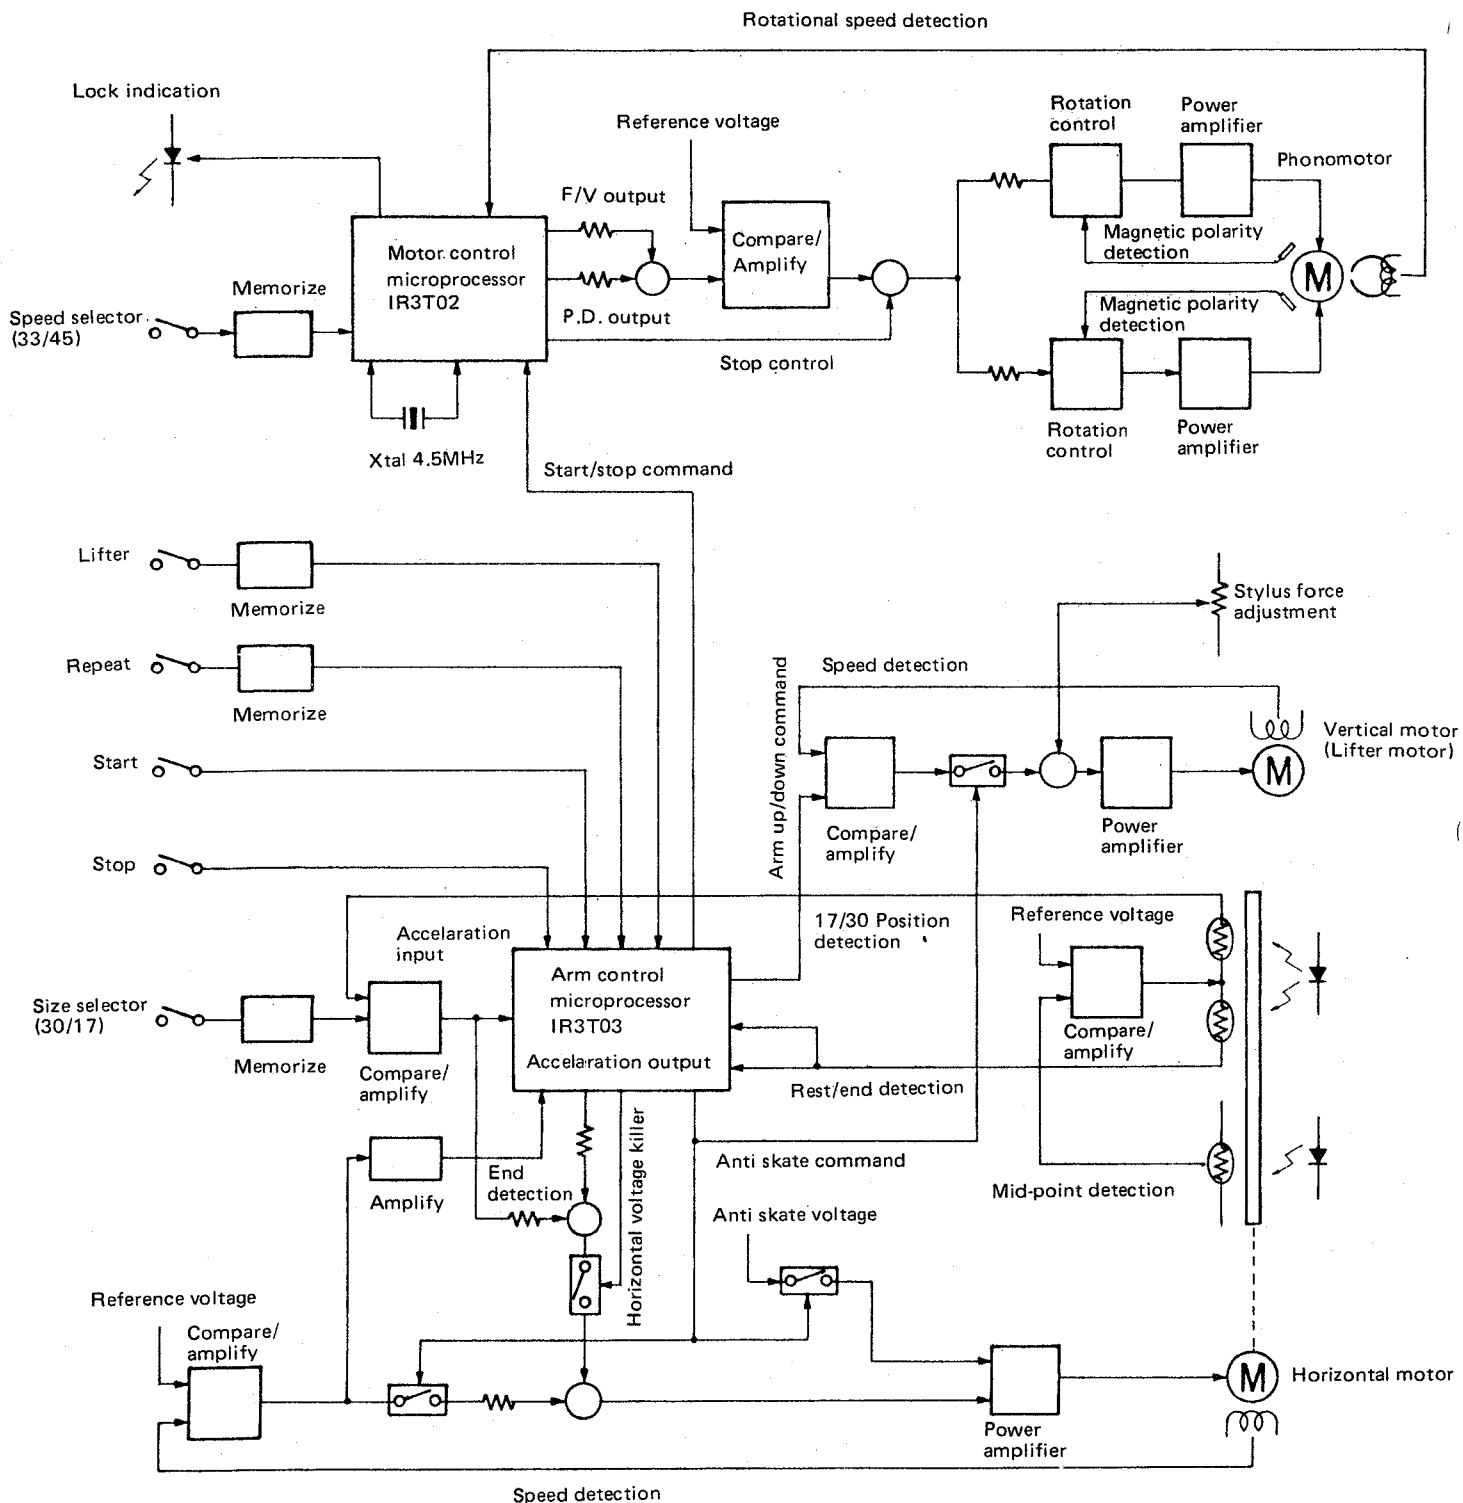 Rotational speed detection
Lock indication
Reference voltage
Rotation
control
Power
amplifier
Phonomotor
F/V output
Compare/
Amplify
Magnetic polarity
detection
Motor control
microprocessor
IR3T02
M
Memorize
Speed selector
(33/45)
P.D. output
Magnetic polarity
detection
Stop control
Rotation
control
Power
amplifier
Xtal 4.5MHz
Start/stop command
Lifter
Memorize
Stylus force
adjustment
Repeat
Memorize
Speed detection
Arm up/down command
Vertical motor
(Lifter motor)
M
Start
Compare/
amplify
Power
amplifier
Stop
17/30 Position
detection
Reference voltage
Accelaration
input
Arm control
microprocessor
IR3T03
Accelaration output
Size selector
(30/17)
Memorize
Compare/
amplify
Compare/
amplify
Rest/end detection
Horizontal voltage killer
Anti skate command
End
detection
Amplify
Mid-point detection
Anti skate voltage
Reference voltage
Compare/
amplify
M
Horizontal motor
Power
amplifier
Speed detection